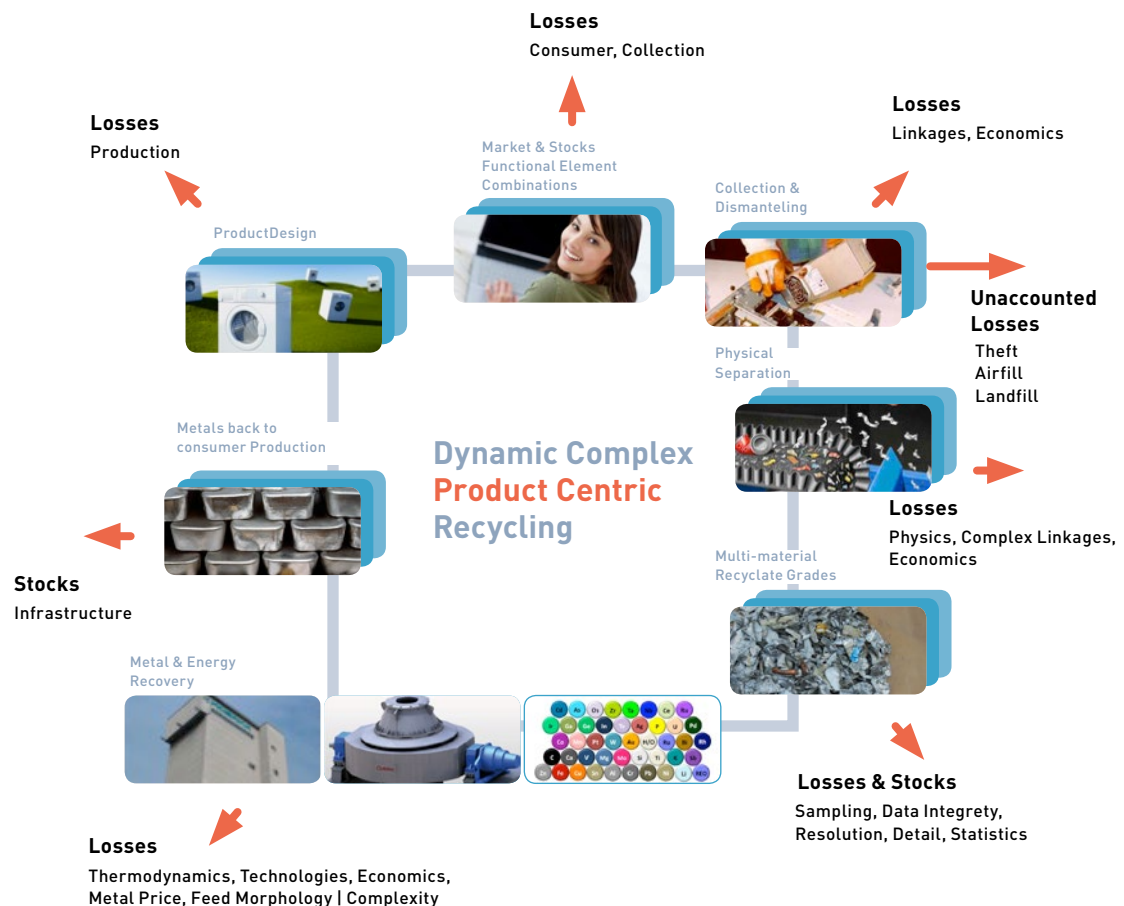 Losses
Consumer, Collection
Losses
Linkages, Economics
Losses
Production
Market & Stocks
Functional Element
Combinations
Collection &
Dismanteling
ProductDesign
Unaccounted
Losses
Theft
Airfill
Landfill
Physical
Separation
Metals back to
consumer Production
Dynamic Complex
Product Centric
Recycling
Losses
Physics, Complex Linkages,
Economics
Multi-material
Recyclate Grades
Stocks
Infrastructure
Metal & Energy
Recovery
Losses & Stocks
Sampling, Data Integrety,
Resolution, Detail, Statistics
Losses
Thermodynamics, Technologies, Economics,
Metal Price, Feed Morphology | Complexity